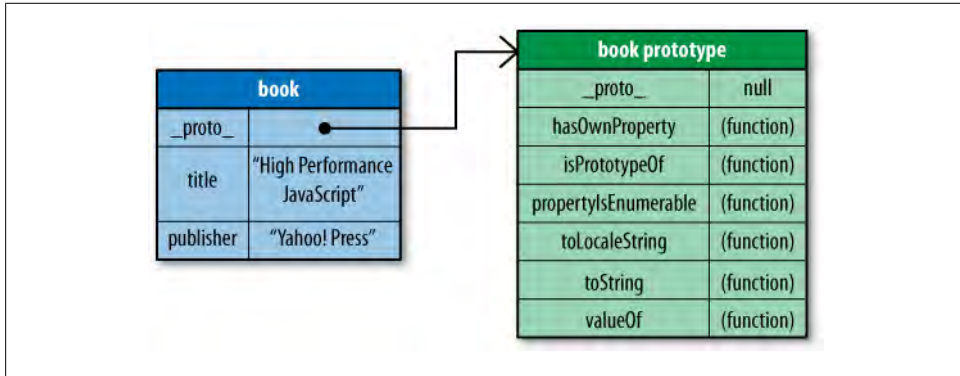 book
_proto_
title
“High Performance
JavaScript”
publisher
“Yahoo! Press”
book prototype
_proto_ null
hasOwnProperty (function)
isPrototypeOf (function)
propertyIsEnumerable (function)
toLocaleString (function)
toString (function)
valueOf (function)